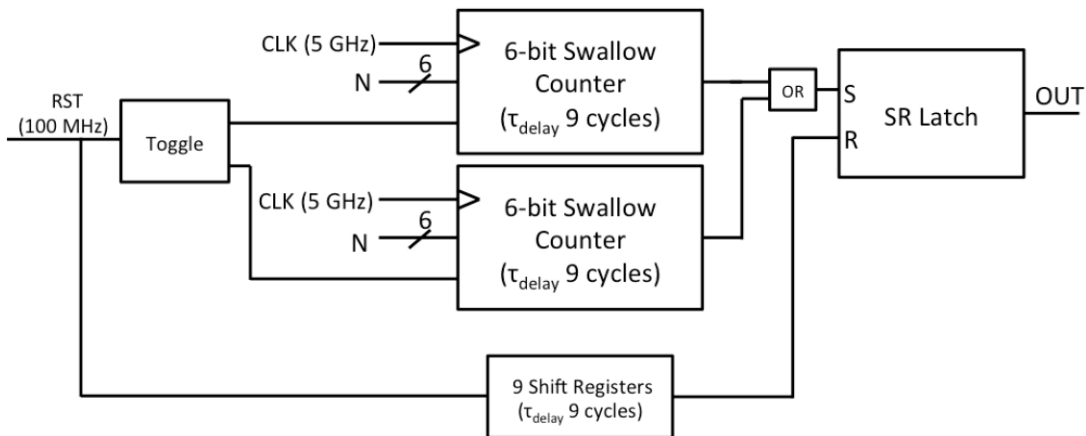 CLK (5 GHz)
6
N
6-bit Swallow
Counter
(τdelay 9 cycles)
RST
(100 MHz)
Toggle
OR
S
R
SR Latch
OUT
CLK (5 GHz)
6
N
6-bit Swallow
Counter
(τdelay 9 cycles)
9 Shift Registers
(τdelay 9 cycles)